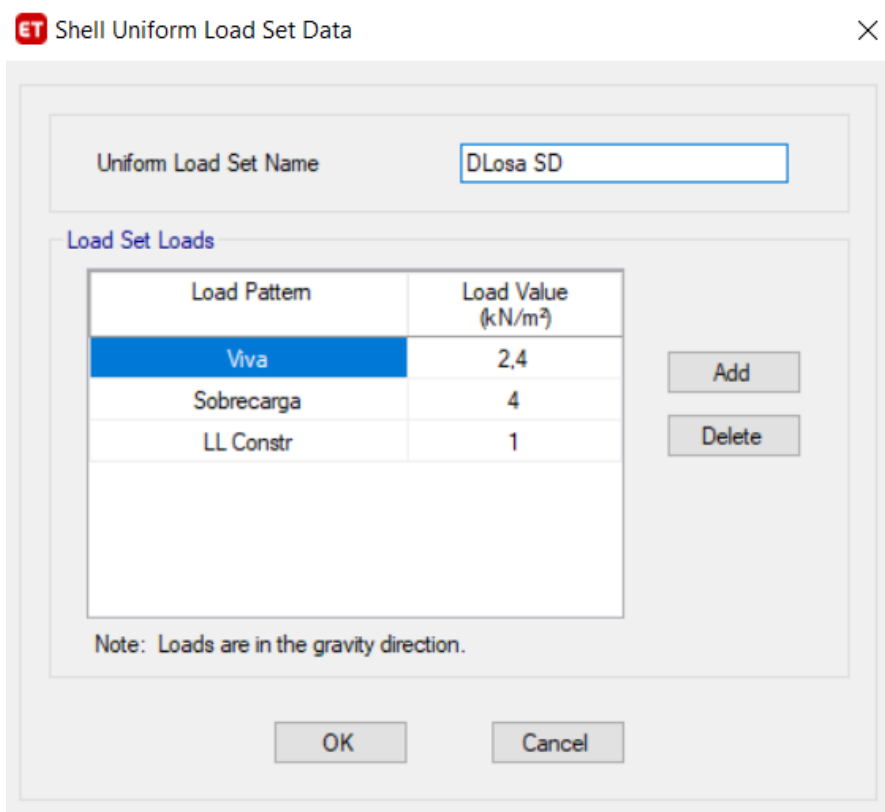 ET Shell Uniform Load Set Data
Uniform Load Set Name DLosa SD
Load Set Loads
Load Pattern Load Value
(kN/m²)
Viva 2,4
Sobrecarga 4
LL Constr 1
Add
Delete
Note: Loads are in the gravity direction.
OK Cancel